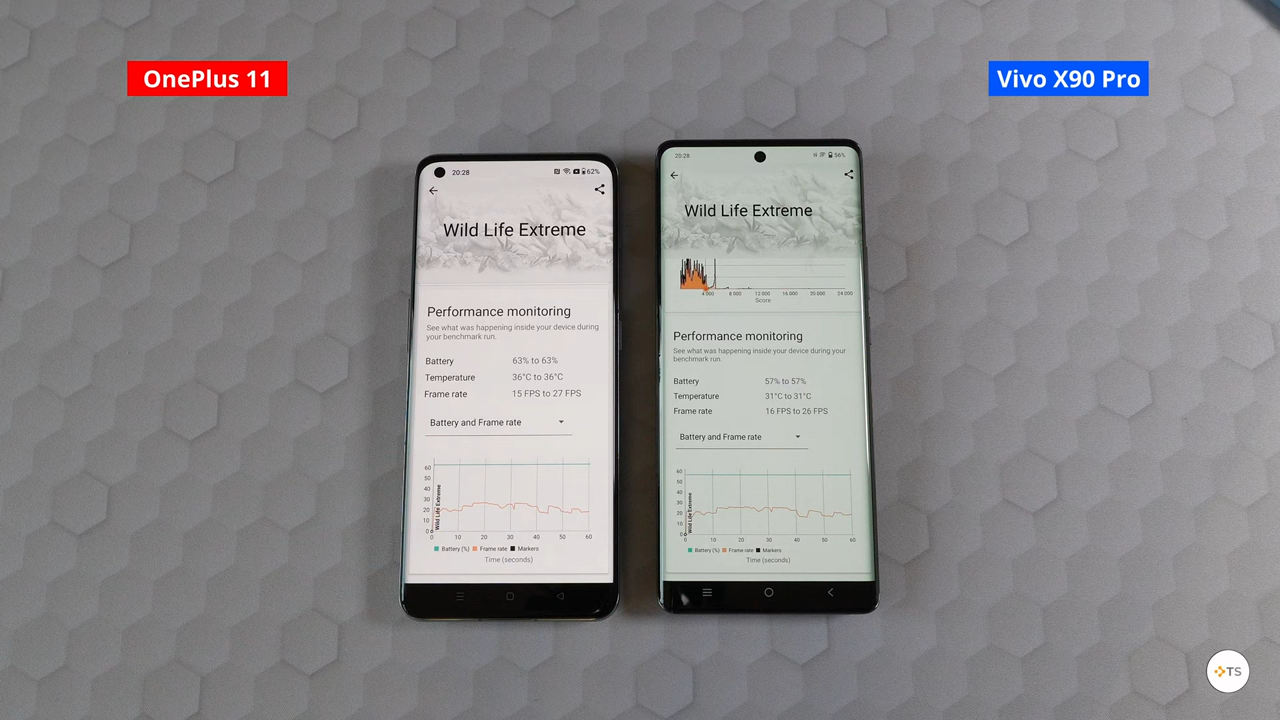 OnePlus 11
Vivo X90 Pro
20:28
62%
Wild Life Extreme
Performance monitoring
See what was happening inside your device during
your benchmark run.
Battery 63% to 63%
Temperature 36°C to 36°C
Frame rate 15 FPS to 27 FPS
Battery and Frame rate
60
50
40
30
20
10
0
Wild Life Extreme
0 10 20 30 40 50 60
Battery (%) Frame rate Markers
Time (seconds)
20:28
56%
Wild Life Extreme
4 000 8 000 12 000 16 000 20 000 24 000
Score
Performance monitoring
See what was happening inside your device during your
benchmark run.
Battery 57% to 57%
Temperature 31°C to 31°C
Frame rate 16 FPS to 26 FPS
Battery and Frame rate
60
50
40
30
20
10
0
Wild Life Extreme
0 10 20 30 40 50 60
Battery (%) Frame rate Markers
Time (seconds)
TS